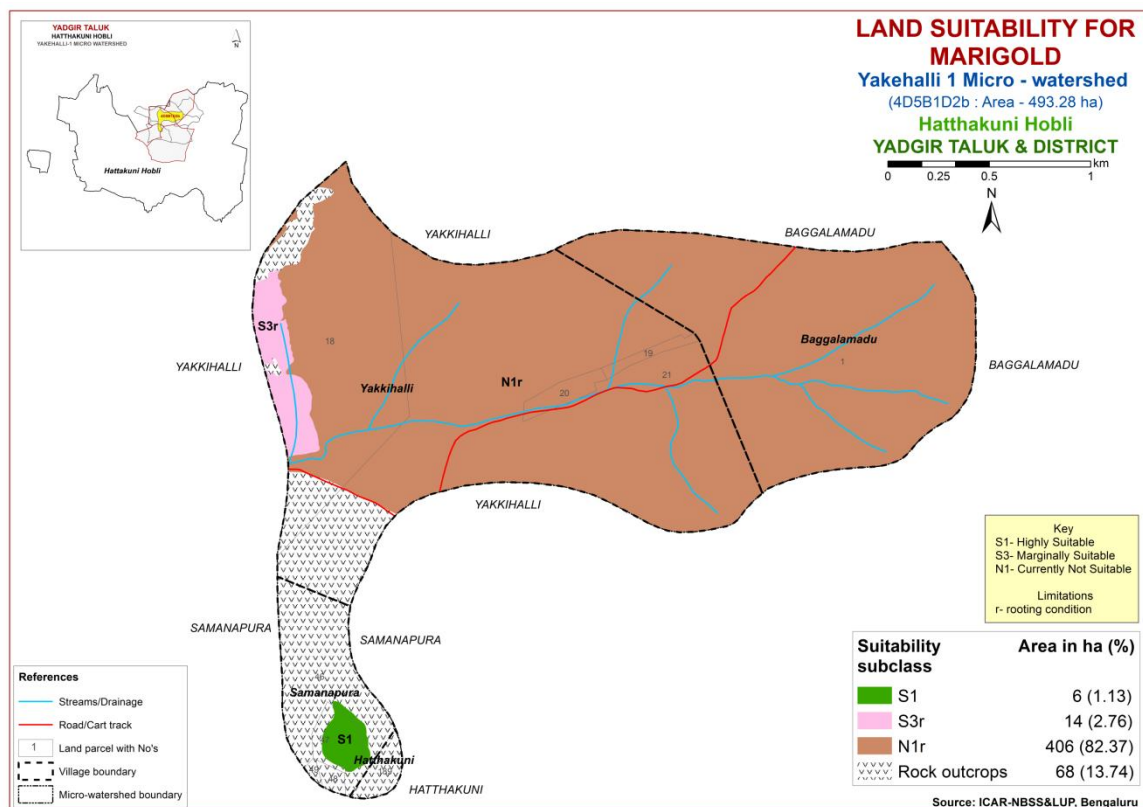 YADGIR TALUK
HATTHAKUNI HOBLI
YAKEHALLI-1 MICRO WATERSHED
N
Hattakuni Hobli
LAND SUITABILITY FOR
MARIGOLD
Yakehalli 1 Micro - watershed
(4D5B1D2b : Area - 493.28 ha)
Hatthakuni Hobli
YADGIR TALUK & DISTRICT
km
0 0.25 0.5 1
N
YAKKIHALLI
BAGGALAMADU
S3r
18
19
Baggalamadu
1
YAKKIHALLI
BAGGALAMADU
Yakkihalli
N1r
20
21
YAKKIHALLI
SAMANAPURA
SAMANAPURA
Samanapura
S1
Hatthakuni
HATTHAKUNI
Key
S1- Highly Suitable
S3- Marginally Suitable
N1- Currently Not Suitable
Limitations
r- rooting condition
Suitability subclass Area in ha (%)
S1 6 (1.13)
S3r 14 (2.76)
N1r 406 (82.37)
Rock outcrops 68 (13.74)
References
Streams/Drainage
Road/Cart track
1 Land parcel with No's
Village boundary
Micro-watershed boundary
Source: ICAR-NBSS&LUP, Bengaluru